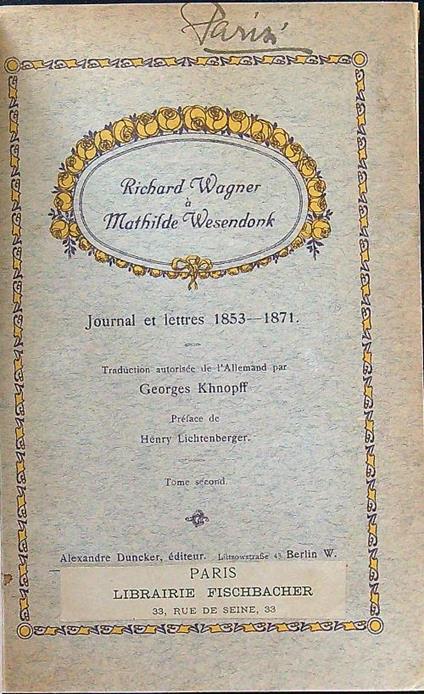 Parisi
Richard Wagner
à
Mathilde Wesendonk
Journal et lettres 1853—1871.
Traduction autorisée de l'Allemand par
Georges Khnopff
Préface de
Henry Lichtenberger.
Tome second.
Alexandre Duncker, éditeur. Lützowstraße 43 Berlin W.
PARIS
LIBRAIRIE FISCHBACHER
33, RUE DE SEINE, 33